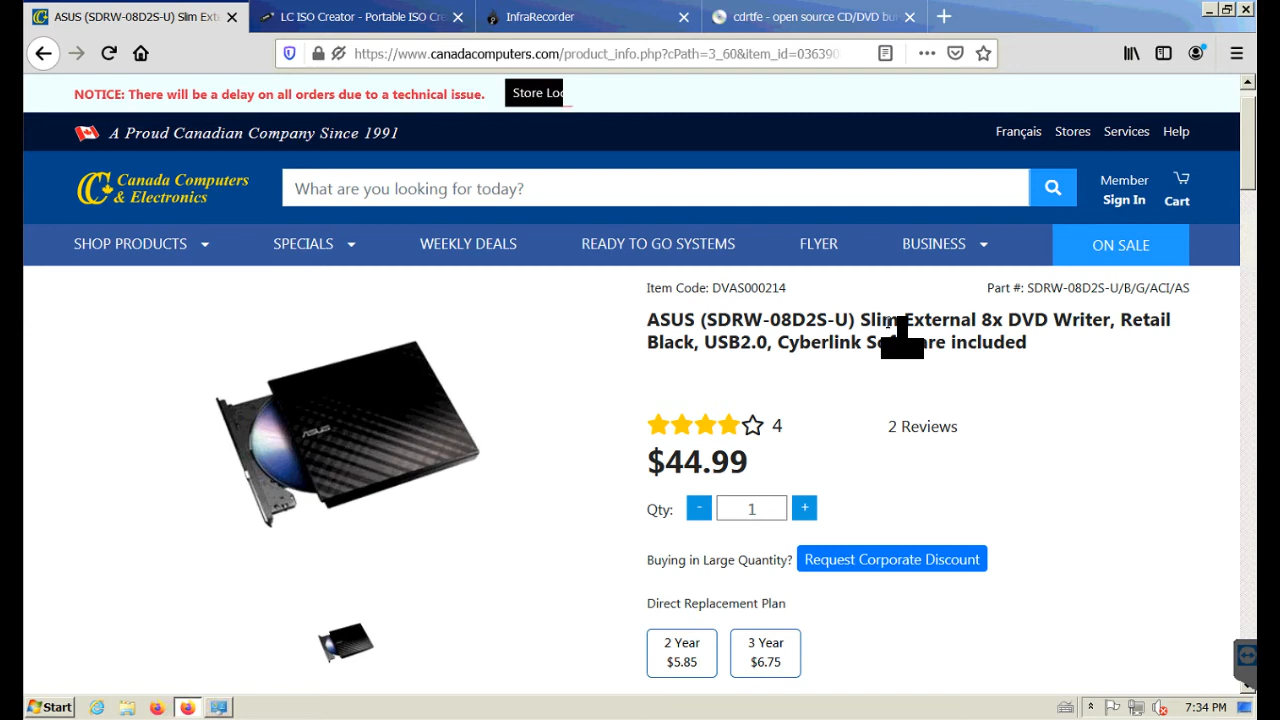 ASUS (SDRW-08D2S-U) Slim Exte
LC ISO Creator - Portable ISO Cre
InfraRecorder
cdrtfe - open source CD/DVD bu
https://www.canadacomputers.com/product_info.php?cPath=3_60&item_id=036390
NOTICE: There will be a delay on all orders due to a technical issue.
Store Loc
A Proud Canadian Company Since 1991
Français Stores Services Help
Canada Computers
& Electronics
What are you looking for today?
Member
Sign In
Cart
SHOP PRODUCTS SPECIALS WEEKLY DEALS READY TO GO SYSTEMS FLYER BUSINESS ON SALE
Item Code: DVAS000214 Part #: SDRW-08D2S-U/B/G/ACI/AS
ASUS (SDRW-08D2S-U) Slim External 8x DVD Writer, Retail
Black, USB2.0, Cyberlink included
ASUS
4 2 Reviews
$44.99
Qty: - 1 +
Buying in Large Quantity? Request Corporate Discount
Direct Replacement Plan
2 Year
$5.85
3 Year
$6.75
Start
7:34 PM